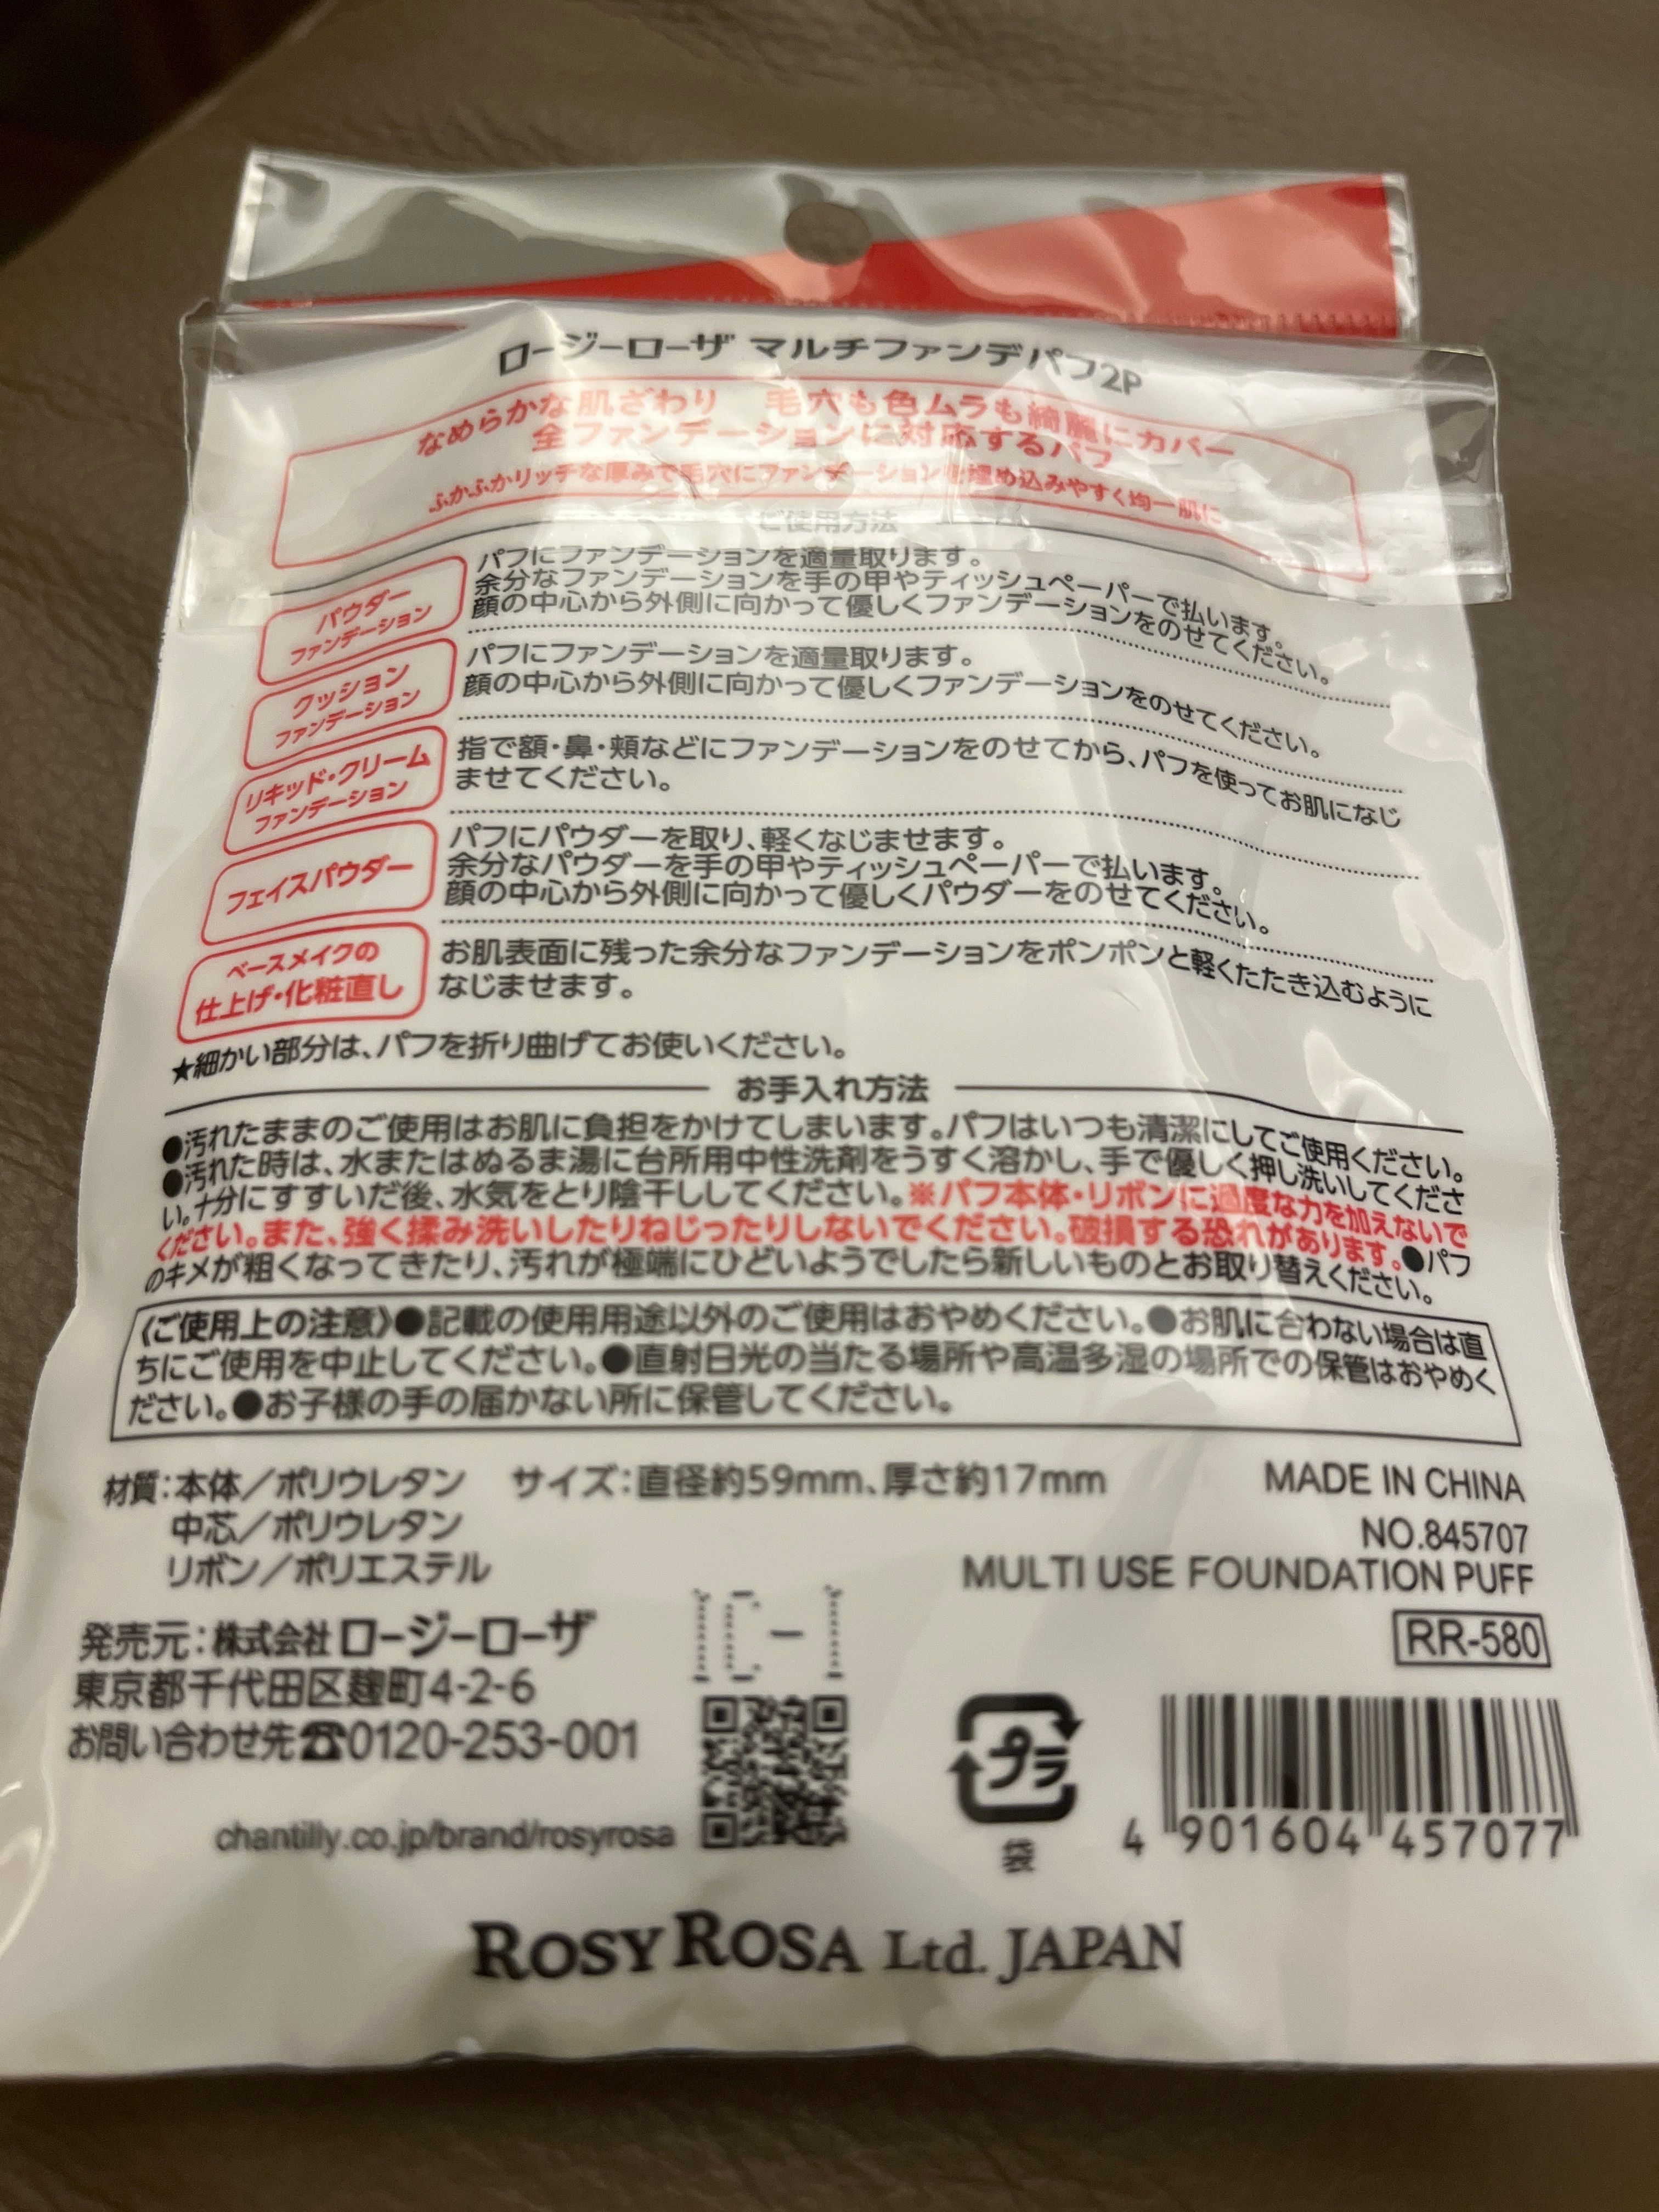 ロージーローザ マルチファンデパフ2P
なめらかな肌ざわり 毛穴も色ムラも綺麗にカバー
全ファンデーションに対応するパフ
ふかふかリッチな厚みで毛穴にファンデーションを埋め込みやすく均一肌に
ご使用方法
パウダー
ファンデーション
パフにファンデーションを適量取ります。
余分なファンデーションを手の甲やティッシュペーパーで払います。
顔の中心から外側に向かって優しくファンデーションをのせてください。
クッション
ファンデーション
パフにファンデーションを適量取ります。
顔の中心から外側に向かって優しくファンデーションをのせてください。
リキッド・クリーム
ファンデーション
指で額・鼻・頬などにファンデーションをのせてから、パフを使ってお肌になじ
ませてください。
フェイスパウダー
パフにパウダーを取り、軽くなじませます。
余分なパウダーを手の甲やティッシュペーパーで払います。
顔の中心から外側に向かって優しくパウダーをのせてください。
ベースメイクの
仕上げ・化粧直し
お肌表面に残った余分なファンデーションをポンポンと軽くたたき込むように
なじませます。
★細かい部分は、パフを折り曲げてお使いください。
お手入れ方法
●汚れたままのご使用はお肌に負担をかけてしまいます。パフはいつも清潔にしてご使用ください。
●汚れた時は、水またはぬるま湯に台所用中性洗剤をうすく溶かし、手で優しく押し洗いしてくださ
い。十分にすすいだ後、水気をとり陰干ししてください。※パフ本体・リボンに過度な力を加えないで
ください。また、強く揉み洗いしたりねじったりしないでください。破損する恐れがあります。●パフ
のキメが粗くなってきたり、汚れが極端にひどいようでしたら新しいものとお取り替えください。
《ご使用上の注意》●記載の使用用途以外のご使用はおやめください。●お肌に合わない場合は直
ちにご使用を中止してください。●直射日光の当たる場所や高温多湿の場所での保管はおやめく
ださい。●お子様の手の届かない所に保管してください。
材質：本体／ポリウレタン サイズ：直径約59mm、厚さ約17mm
中芯／ポリウレタン
リボン／ポリエステル
MADE IN CHINA
NO.845707
MULTI USE FOUNDATION PUFF
RR-580
発売元：株式会社ロージーローザ
東京都千代田区麹町4-2-6
お問い合わせ先☎0120-253-001
chantilly.co.jp/brand/rosyrosa
プラ
袋
4 901604 457077
ROSY ROSA Ltd. JAPAN